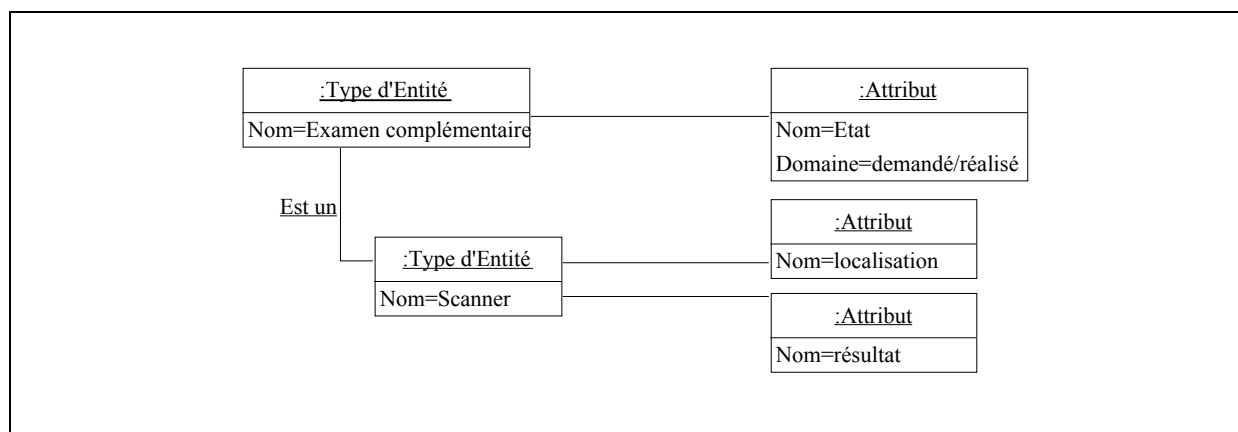 :Type d'Entité
Nom=Examen complémentaire
:Attribut
Nom=Etat
Domaine=demandé/réalisé
Est un
:Type d'Entité
Nom=Scanner
:Attribut
Nom=localisation
:Attribut
Nom=résultat